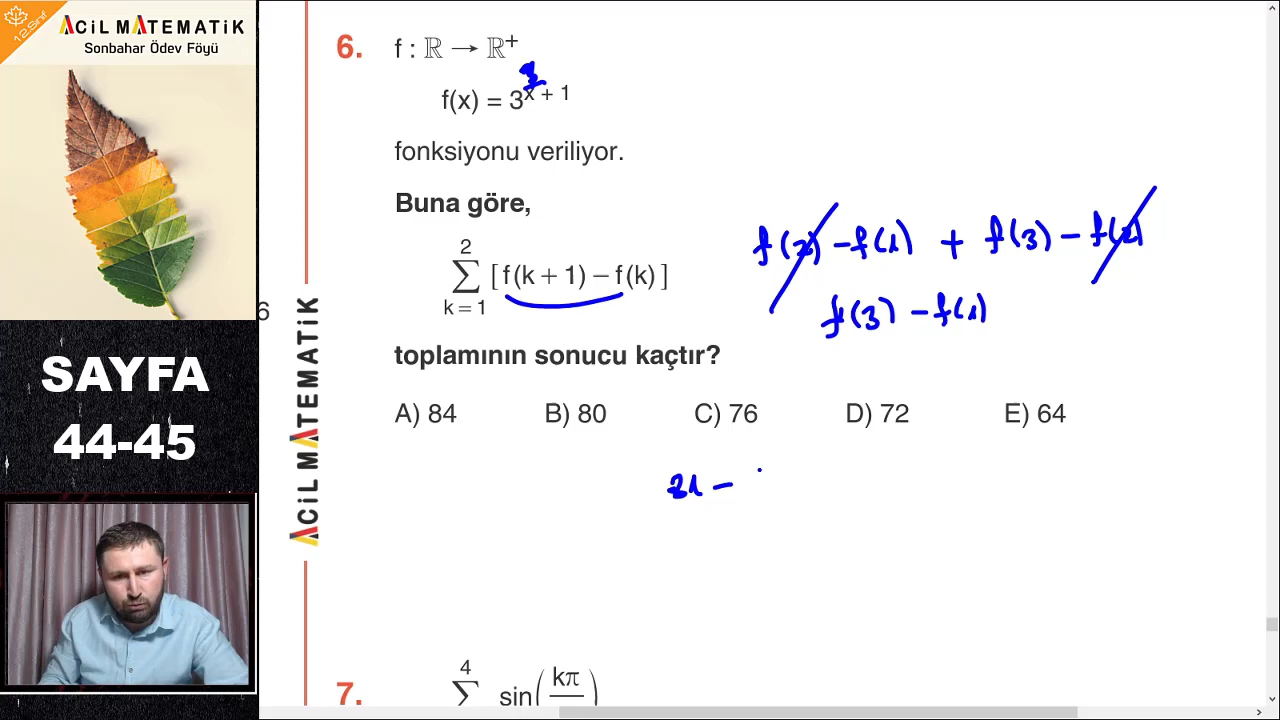 12.Sınıf
ACİL MATEMATİK
Sonbahar Ödev Föyü
SAYFA
44-45
6
ACİL MATEMATİK
6. f : ℝ → ℝ⁺
f(x) = 3^(x + 1)
3
fonksiyonu veriliyor.
Buna göre,
2
∑ [ f(k + 1) – f(k) ]
k = 1
f(2) - f(1) + f(3) - f(2)
f(3) - f(1)
toplamının sonucu kaçtır?
A) 84 B) 80 C) 76 D) 72 E) 64
81 -
4
7. ∑ sin( kπ )